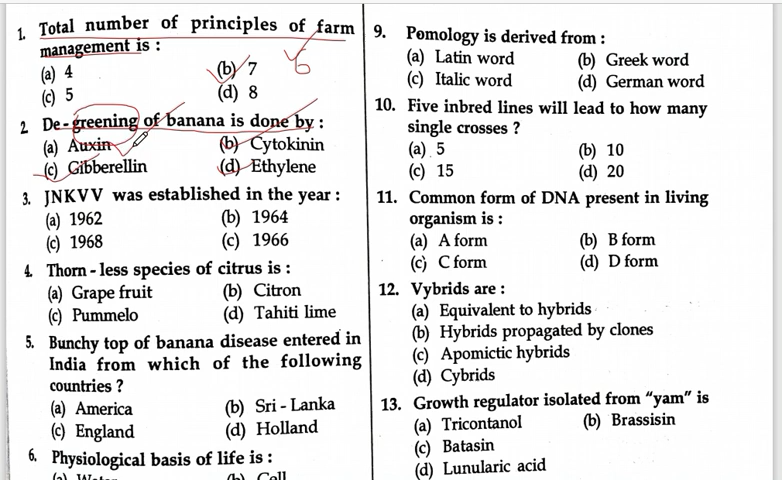 1. Total number of principles of farm
management is :
(a) 4
(b) 7
(c) 5
(d) 8
2. De - greening of banana is done by :
(a) Auxin
(b) Cytokinin
(c) Gibberellin
(d) Ethylene
3. JNKVV was established in the year :
(a) 1962
(b) 1964
(c) 1968
(c) 1966
4. Thorn - less species of citrus is :
(a) Grape fruit
(b) Citron
(c) Pummelo
(d) Tahiti lime
5. Bunchy top of banana disease entered in
India from which of the following
countries ?
(a) America
(b) Sri - Lanka
(c) England
(d) Holland
6. Physiological basis of life is :
(a) Water
(b) Cell
9. Pomology is derived from :
(a) Latin word
(b) Greek word
(c) Italic word
(d) German word
10. Five inbred lines will lead to how many
single crosses ?
(a) 5
(b) 10
(c) 15
(d) 20
11. Common form of DNA present in living
organism is :
(a) A form
(b) B form
(c) C form
(d) D form
12. Vybrids are :
(a) Equivalent to hybrids
(b) Hybrids propagated by clones
(c) Apomictic hybrids
(d) Cybrids
13. Growth regulator isolated from “yam” is
(a) Tricontanol
(b) Brassisin
(c) Batasin
(d) Lunularic acid